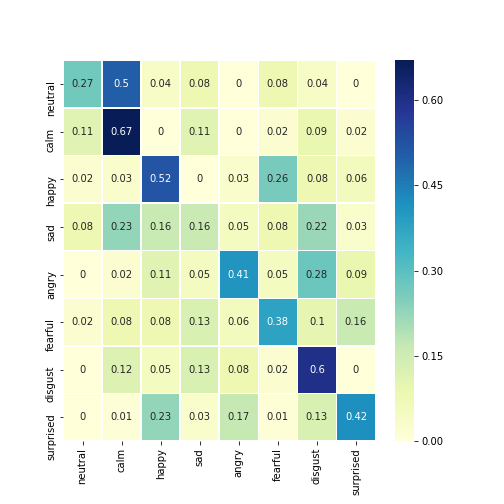 neutral 0.27 0.5 0.04 0.08 0 0.08 0.04 0
calm 0.11 0.67 0 0.11 0 0.02 0.09 0.02
happy 0.02 0.03 0.52 0 0.03 0.26 0.08 0.06
sad 0.08 0.23 0.16 0.16 0.05 0.08 0.22 0.03
angry 0 0.02 0.11 0.05 0.41 0.05 0.28 0.09
fearful 0.02 0.08 0.08 0.13 0.06 0.38 0.1 0.16
disgust 0 0.12 0.05 0.13 0.08 0.02 0.6 0
surprised 0 0.01 0.23 0.03 0.17 0.01 0.13 0.42
neutral calm happy sad angry fearful disgust surprised
0.60
0.45
0.30
0.15
0.00